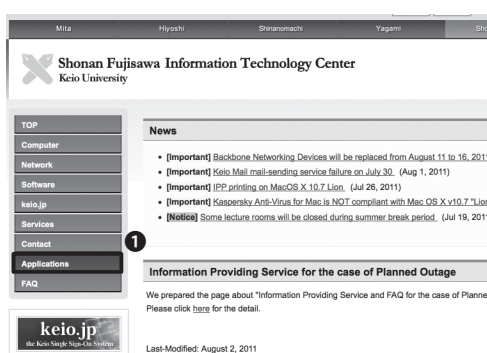 Mita Hiyoshi Shinanomachi Yagami
Shonan Fujisawa Information Technology Center
Keio University
TOP
Computer
Network
Software
keio.jp
Services
Contact
Applications
FAQ
1
keio.jp
the Keio Single Sign-On System
News
[Important] Backbone Networking Devices will be replaced from August 11 to 16, 2011
[Important] Keio Mail mail-sending service failure on July 30 (Aug 1, 2011)
[Important] IPP printing on MacOS X 10.7 Lion (Jul 26, 2011)
[Important] Kaspersky Anti-Virus for Mac is NOT compliant with Mac OS X v10.7 "Lion
[Notice] Some lecture rooms will be closed during summer break period (Jul 19, 2011
Information Providing Service for the case of Planned Outage
We prepared the page about "Information Providing Service and FAQ for the case of Planne
Please click here for the detail.
Last-Modified: August 2, 2011